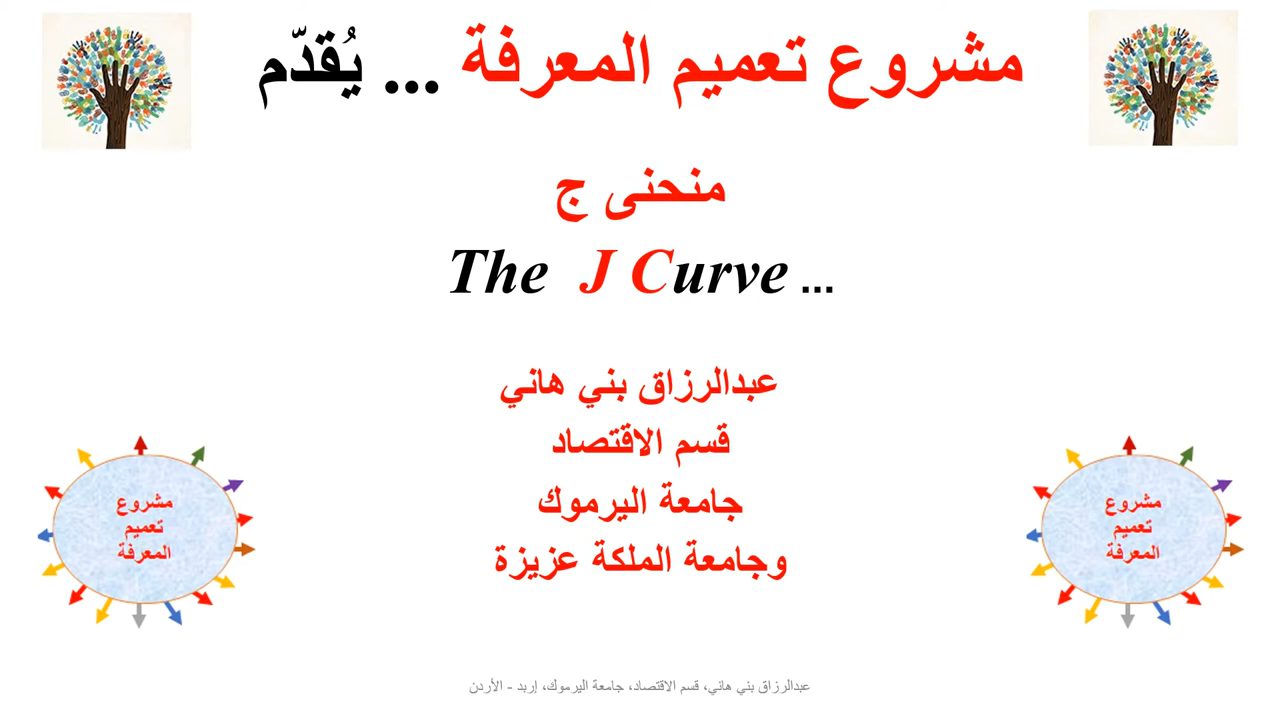 مشروع تعميم المعرفة ... يُقدّم
منحنى ج
The J Curve ...
عبدالرزاق بني هاني
قسم الاقتصاد
جامعة اليرموك
وجامعة الملكة عزيزة
مشروع
تعميم
المعرفة
مشروع
تعميم
المعرفة
عبدالرزاق بني هاني، قسم الاقتصاد، جامعة اليرموك، إربد - الأردن